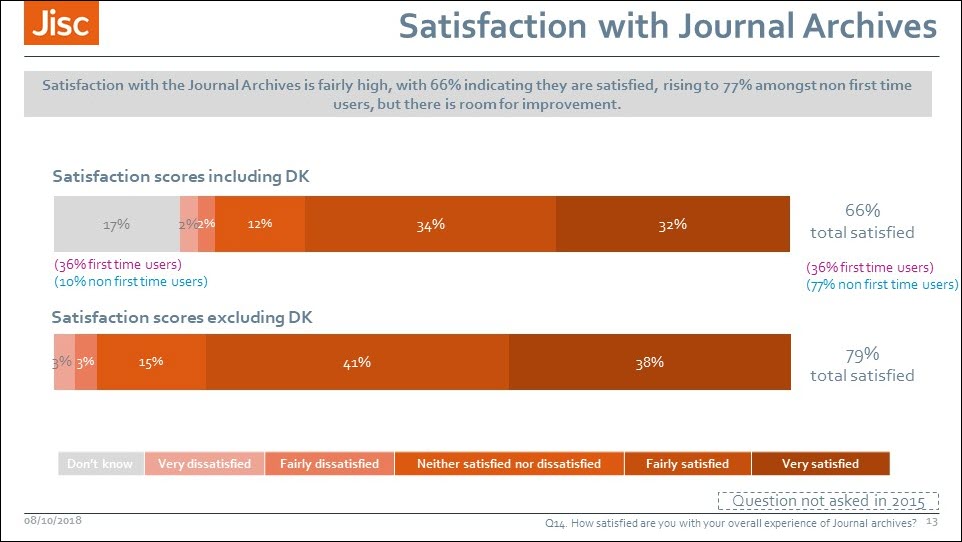 Jisc
Satisfaction with Journal Archives
Satisfaction with the Journal Archives is fairly high, with 66% indicating they are satisfied, rising to 77% amongst non first time
users, but there is room for improvement.
Satisfaction scores including DK
17% 2% 2% 12% 34% 32%
66%
total satisfied
(36% first time users)
(10% non first time users)
(36% first time users)
(77% non first time users)
Satisfaction scores excluding DK
3% 3% 15% 41% 38%
79%
total satisfied
Don't know Very dissatisfied Fairly dissatisfied Neither satisfied nor dissatisfied Fairly satisfied Very satisfied
Question not asked in 2015
08/10/2018
Q14. How satisfied are you with your overall experience of Journal archives? 13